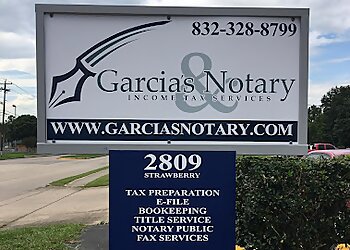 832-328-8799
Garcia's & Notary
INCOME TAX SERVICES
WWW.GARCIASNOTARY.COM
2809
STRAWBERRY
TAX PREPARATION
E-FILE
BOOKEEPING
TITLE SERVICE
NOTARY PUBLIC
FAX SERVICES